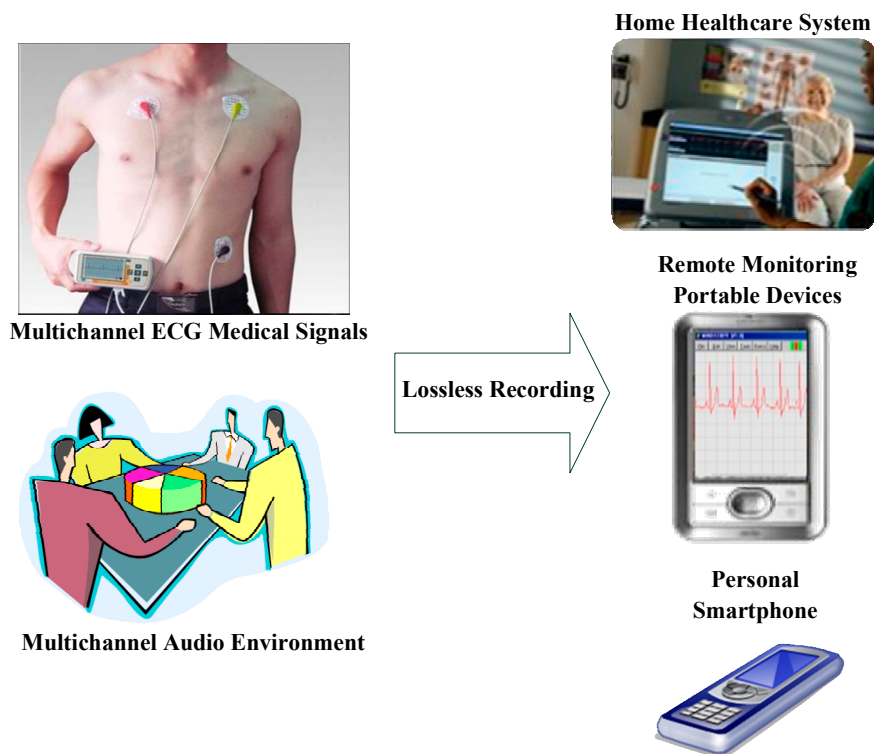 Home Healthcare System
Multichannel ECG Medical Signals
Lossless Recording
Remote Monitoring
Portable Devices
Multichannel Audio Environment
Personal
Smartphone